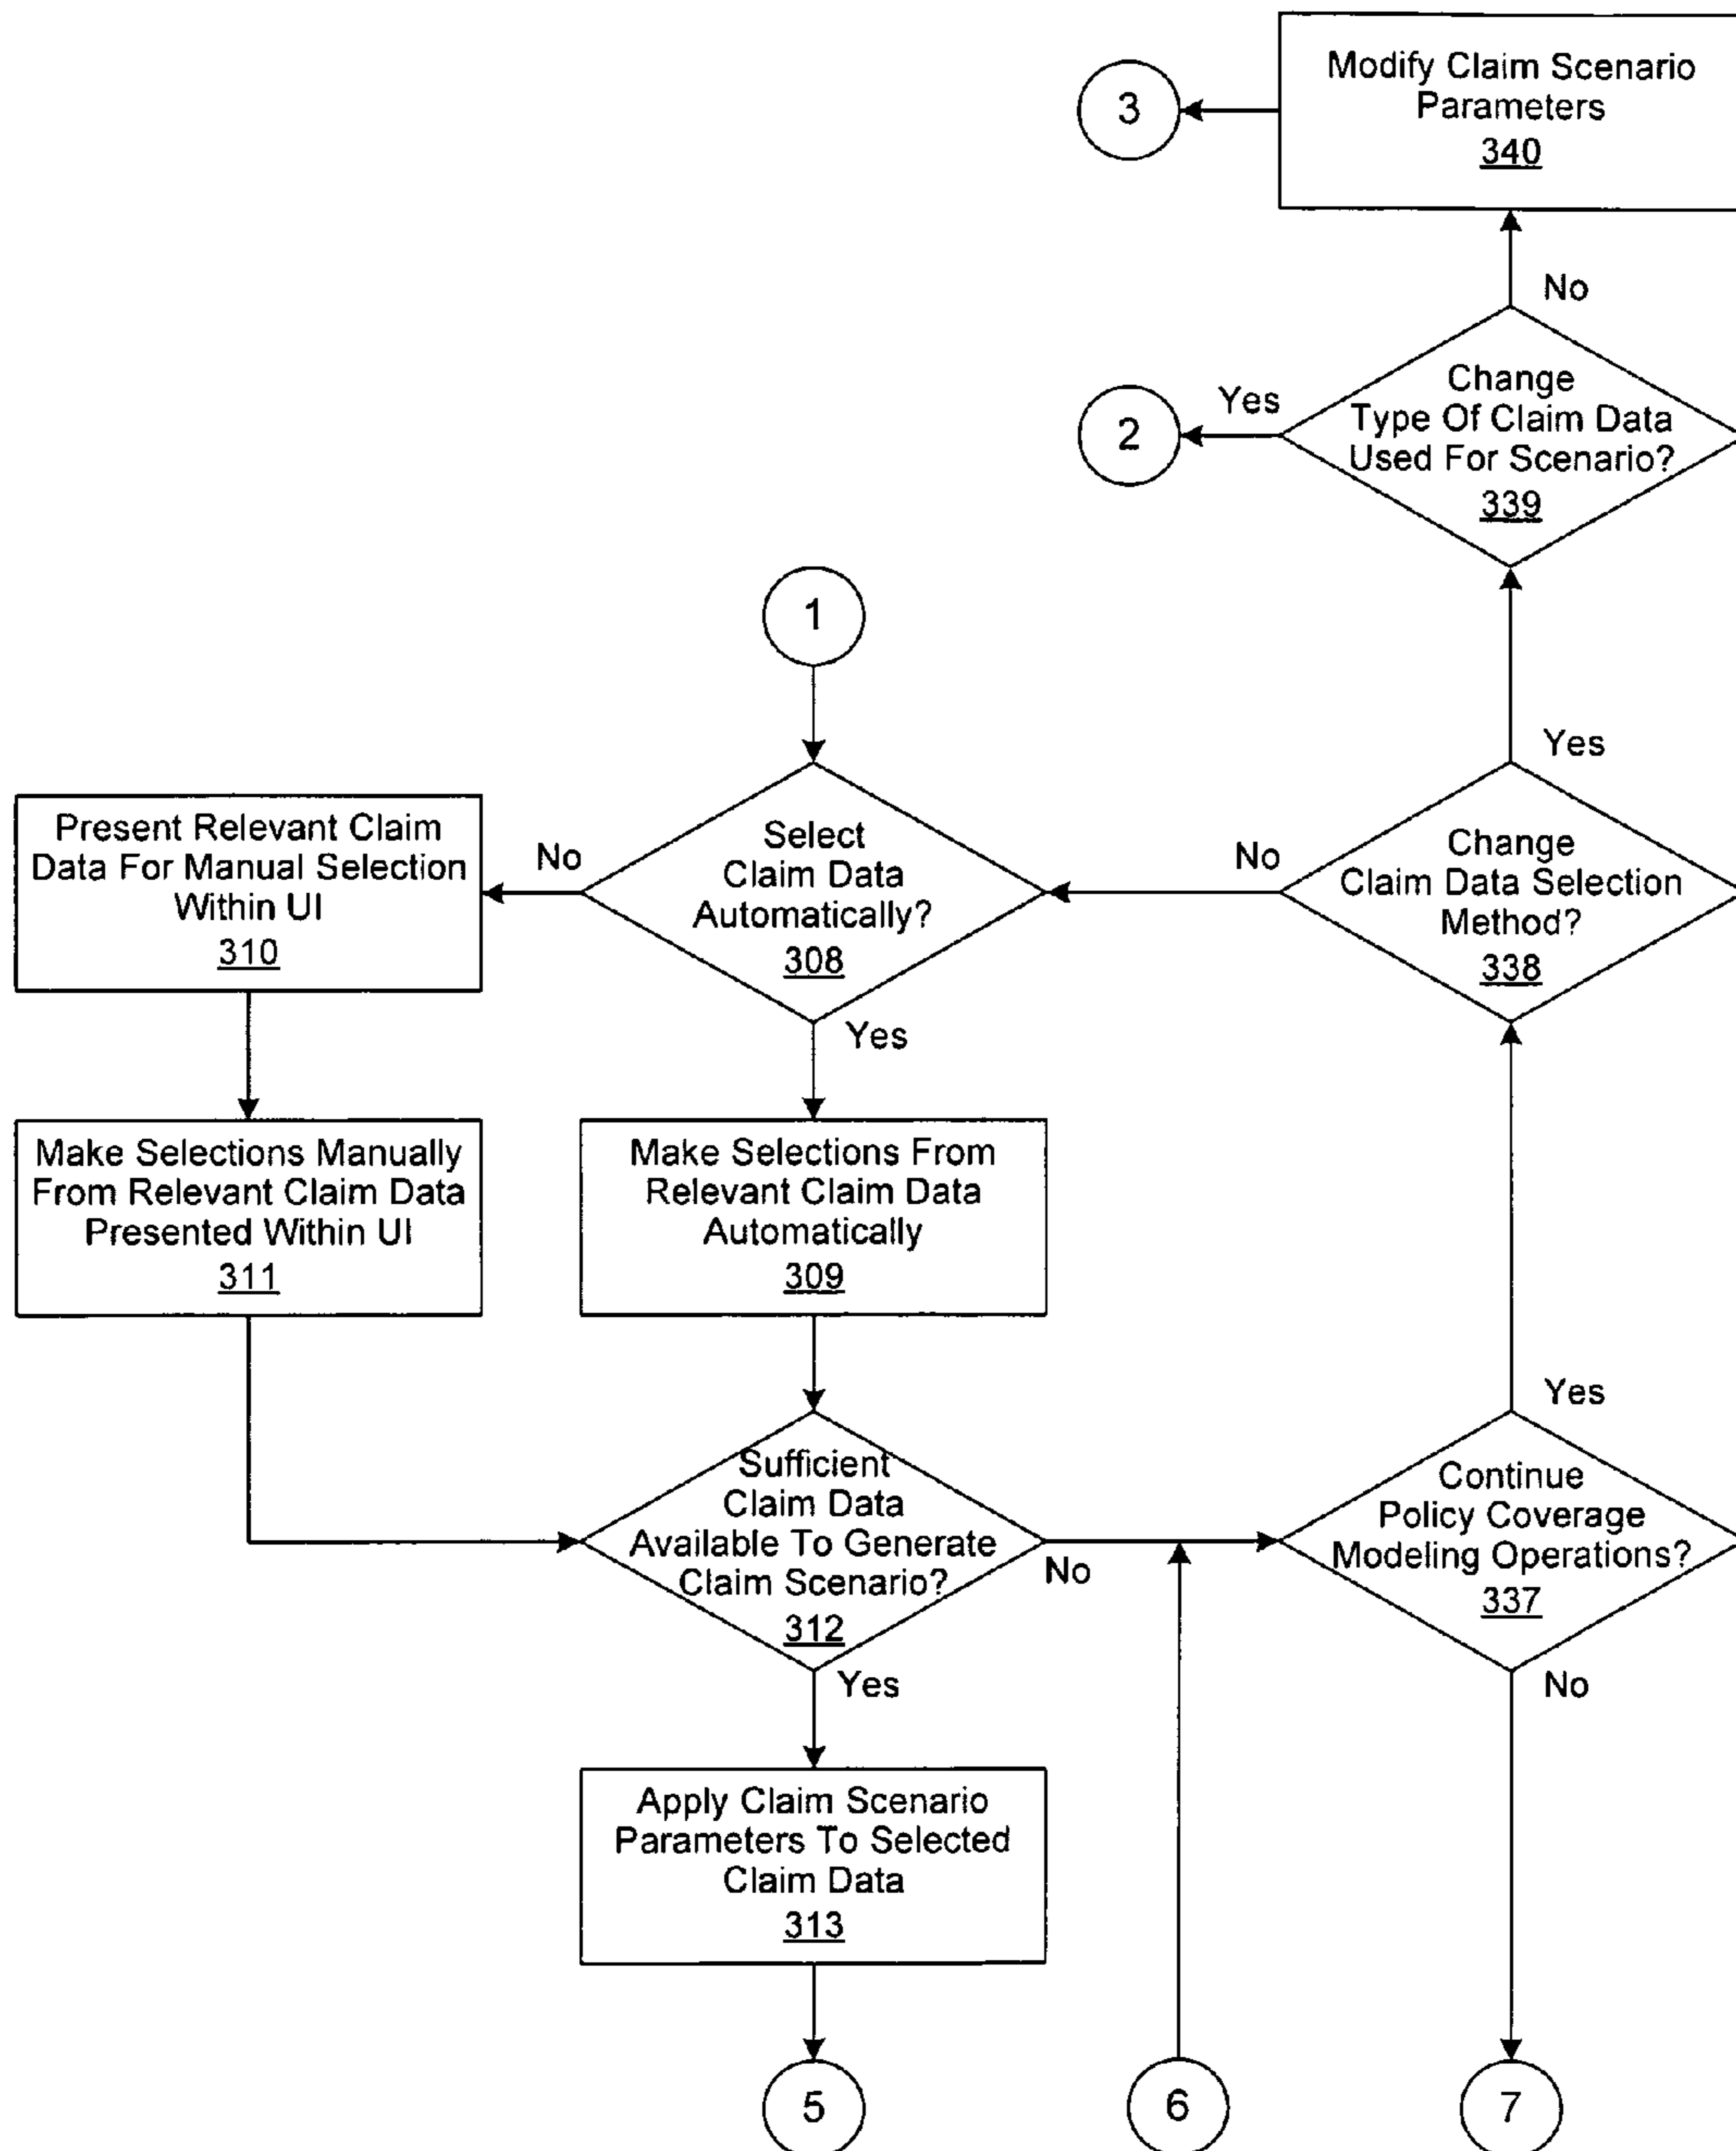 Modify Claim Scenario
Parameters
340
3
No
Change
Type Of Claim Data
Used For Scenario?
339
Yes
2
1
Yes
Present Relevant Claim
Data For Manual Selection
Within UI
310
No
Select
Claim Data
Automatically?
308
No
Change
Claim Data Selection
Method?
338
Yes
Make Selections Manually
From Relevant Claim Data
Presented Within UI
311
Make Selections From
Relevant Claim Data
Automatically
309
Yes
Sufficient
Claim Data
Available To Generate
Claim Scenario?
312
No
Continue
Policy Coverage
Modeling Operations?
337
Yes
No
Apply Claim Scenario
Parameters To Selected
Claim Data
313
5
6
7